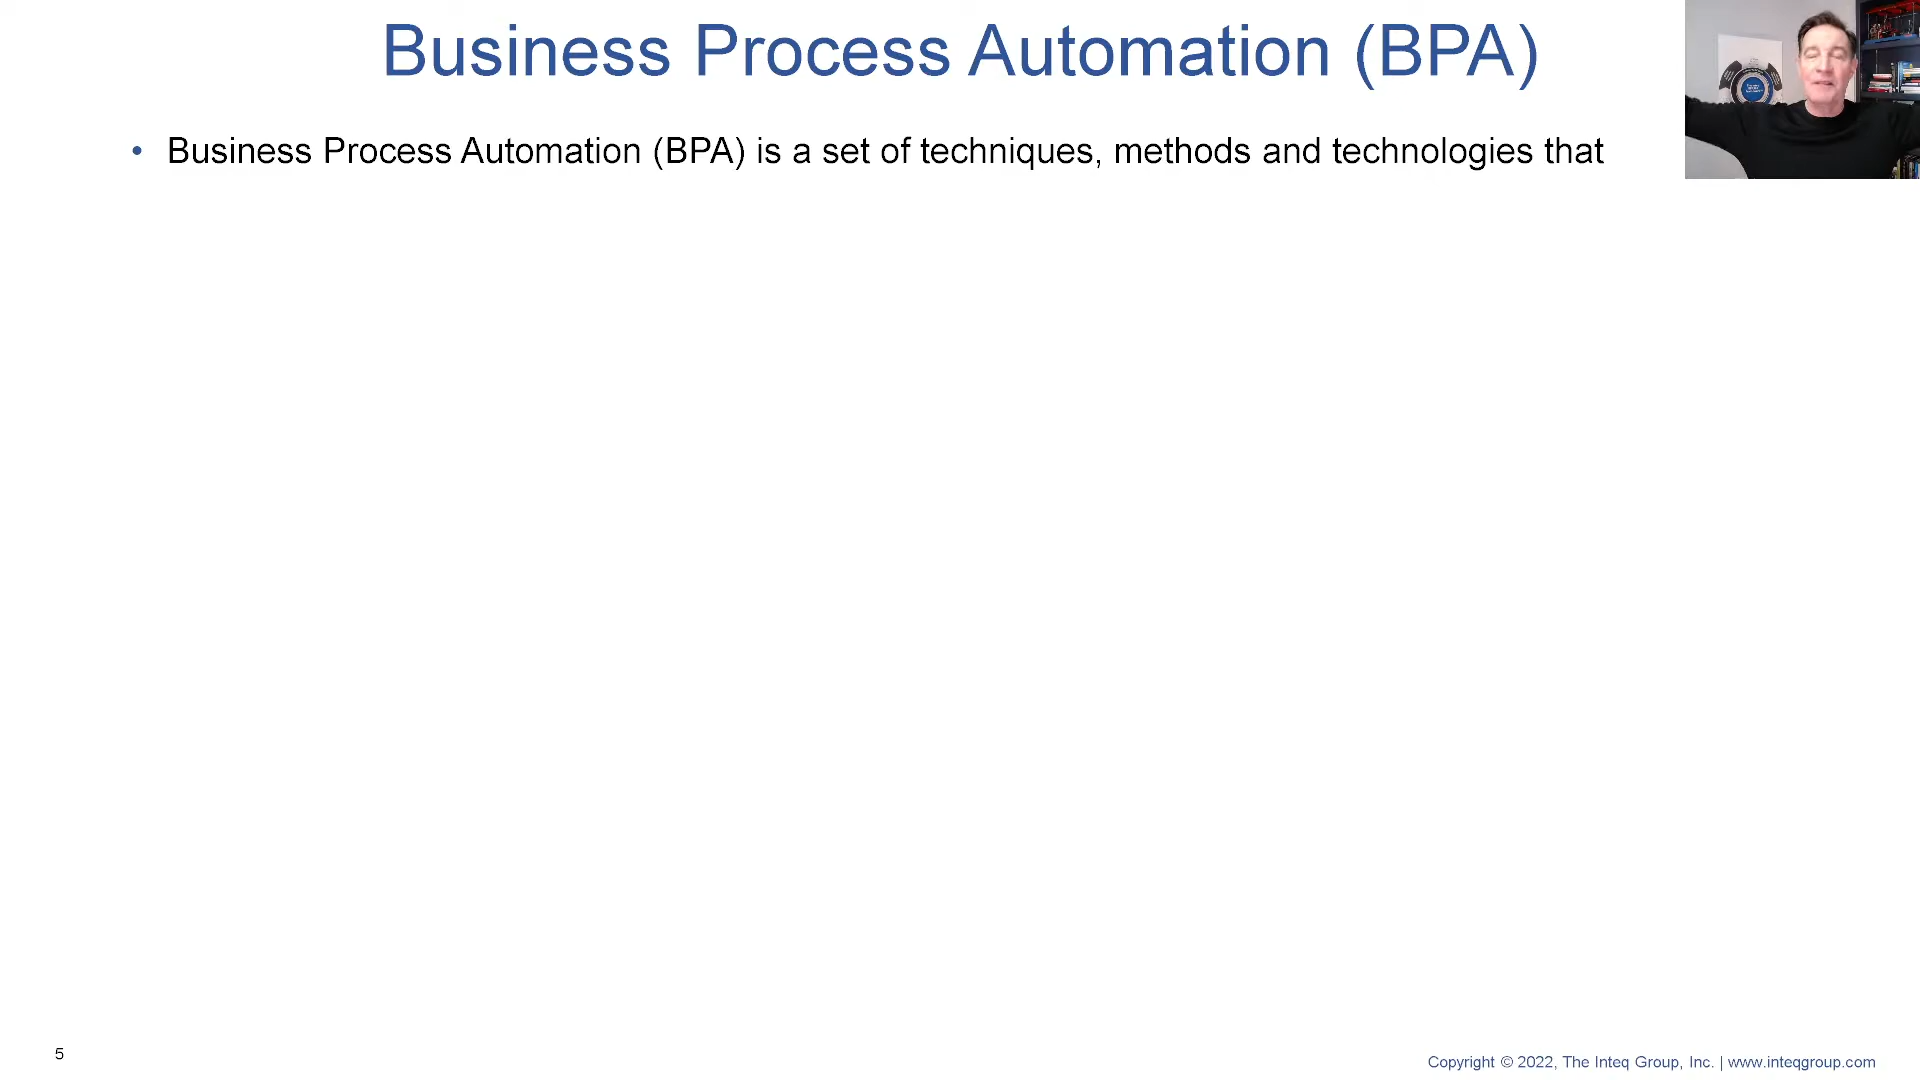 Business Process Automation (BPA)
• Business Process Automation (BPA) is a set of techniques, methods and technologies that
5
Copyright © 2022, The Inteq Group, Inc. | www.inteqgroup.com